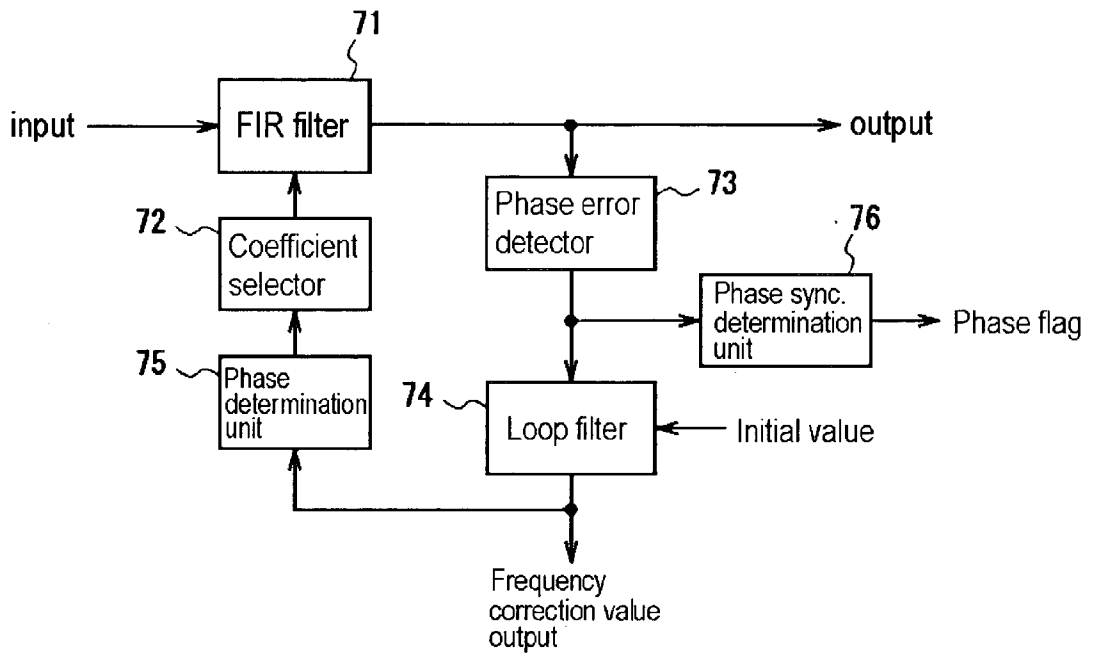 71
input
FIR filter
output
73
72
Phase error
detector
76
Coefficient
selector
Phase sync.
determination
unit
Phase flag
75
Phase
determination
unit
74
Loop filter
Initial value
Frequency
correction value
output